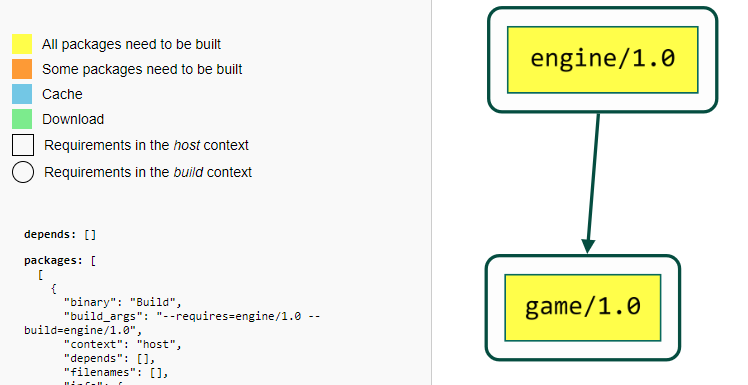 All packages need to be built
Some packages need to be built
Cache
Download
Requirements in the host context
Requirements in the build context
depends: []
packages: [
[
{
"binary": "Build",
"build_args": "--requires=engine/1.0 --
build=engine/1.0",
"context": "host",
"depends": [],
"filenames": [],
engine/1.0
game/1.0